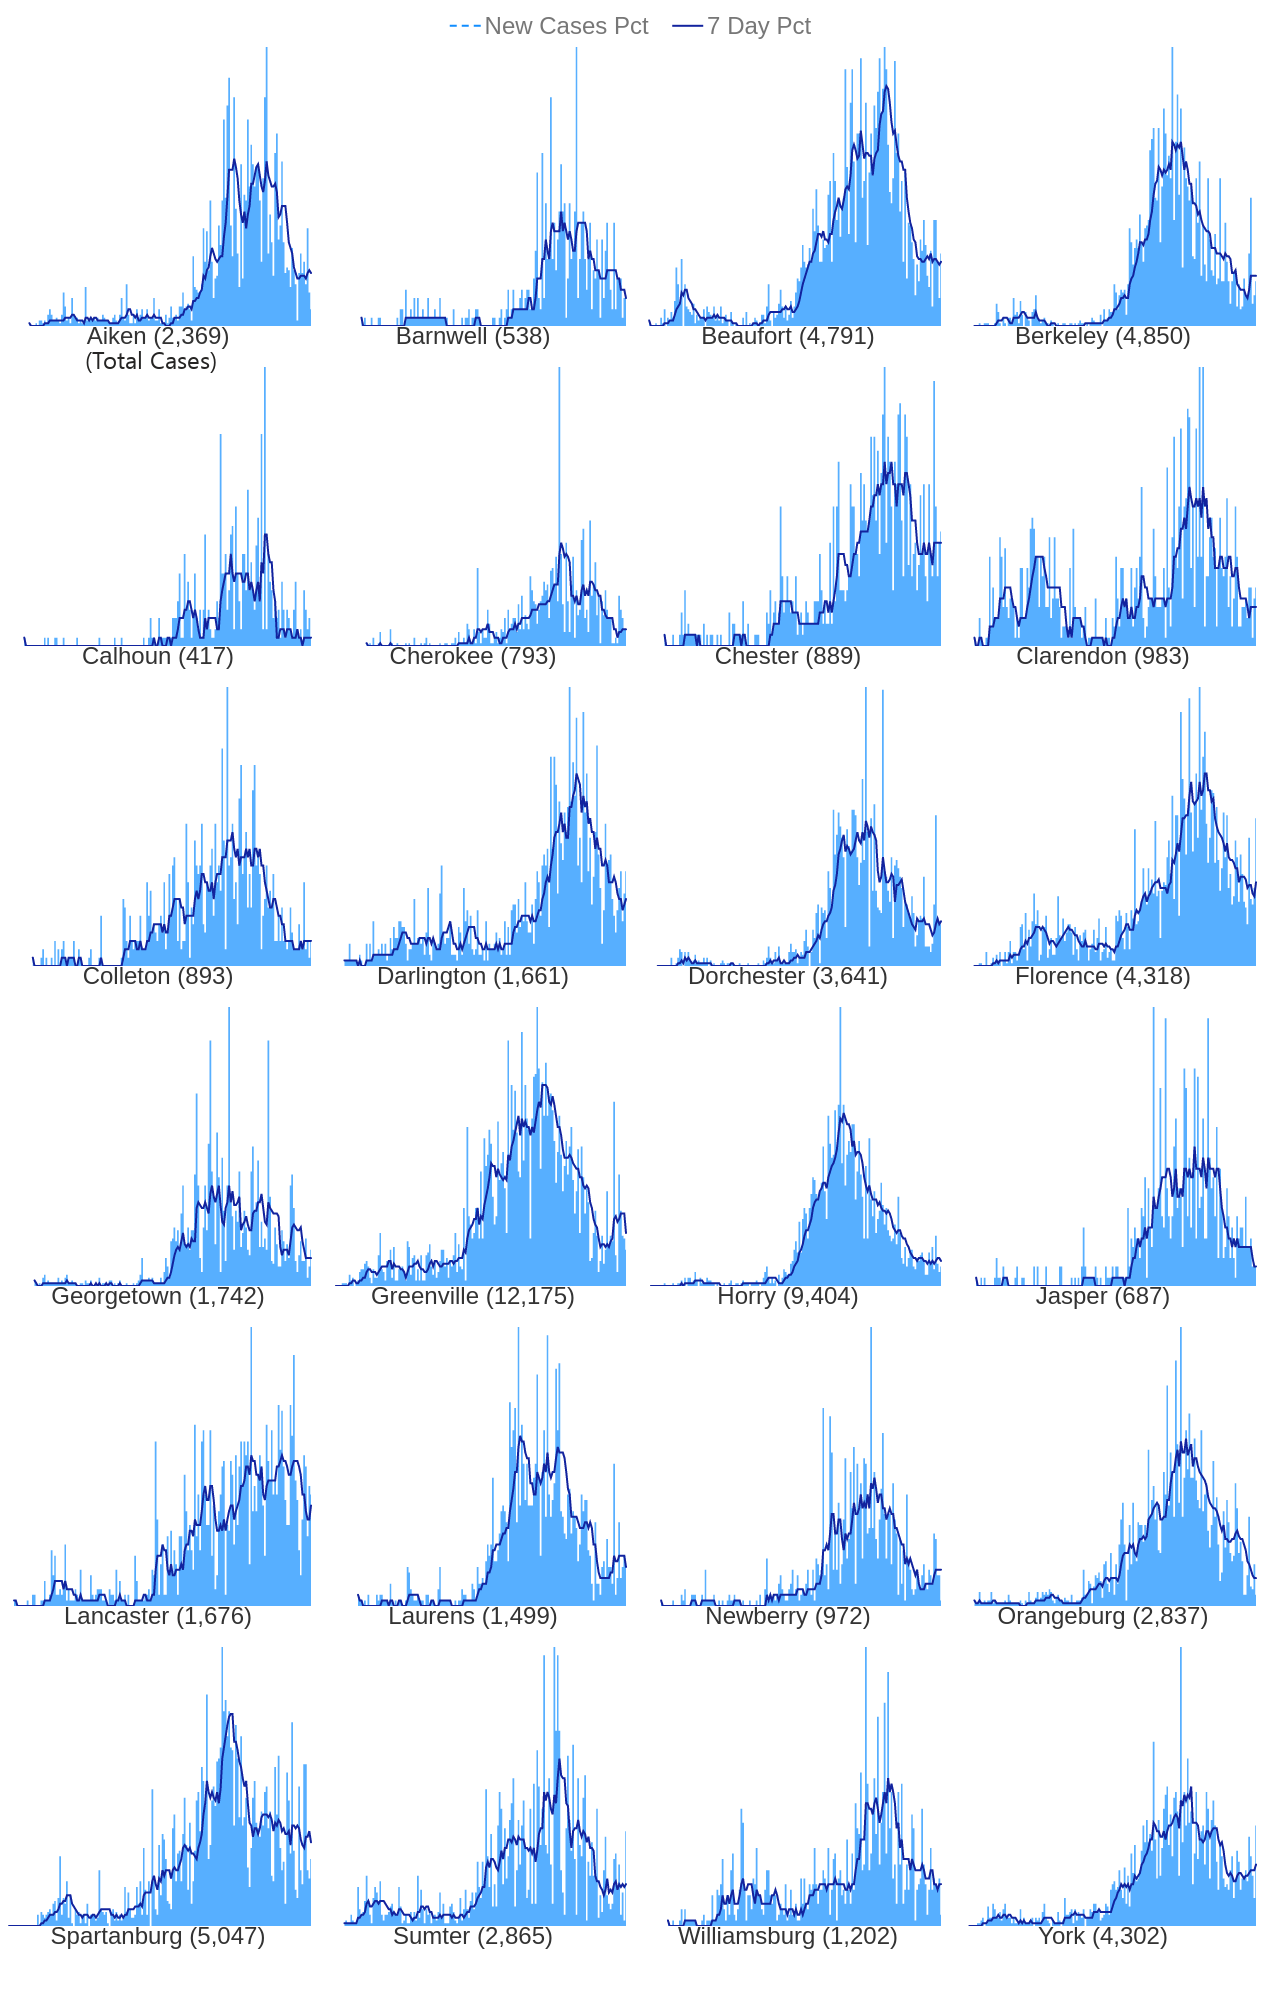 New Cases Pct 7 Day Pct
Aiken (2,369) Barnwell (538) Beaufort (4,791) Berkeley (4,850)
(Total Cases)
Calhoun (417) Cherokee (793) Chester (889) Clarendon (983)
Colleton (893) Darlington (1,661) Dorchester (3,641) Florence (4,318)
Georgetown (1,742) Greenville (12,175) Horry (9,404) Jasper (687)
Lancaster (1,676) Laurens (1,499) Newberry (972) Orangeburg (2,837)
Spartanburg (5,047) Sumter (2,865) Williamsburg (1,202) York (4,302)